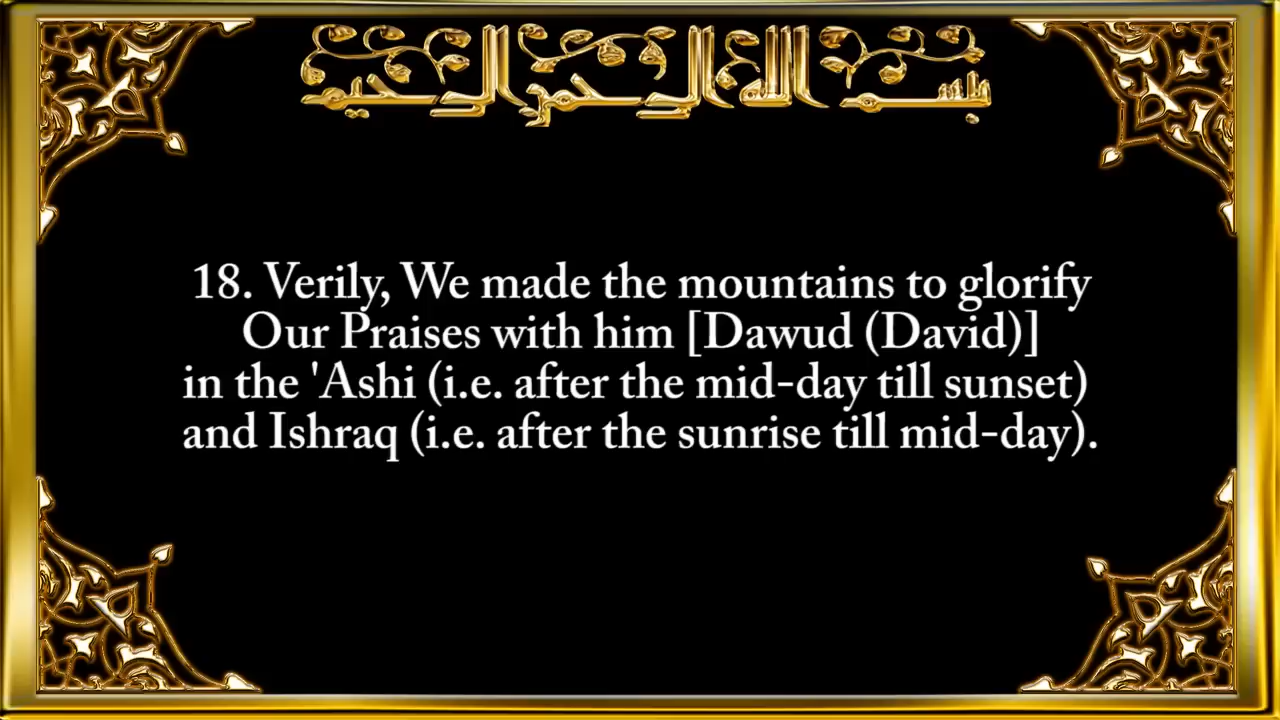 بسم الله الرحمن الرحيم
18. Verily, We made the mountains to glorify
Our Praises with him [Dawud (David)]
in the 'Ashi (i.e. after the mid-day till sunset)
and Ishraq (i.e. after the sunrise till mid-day).